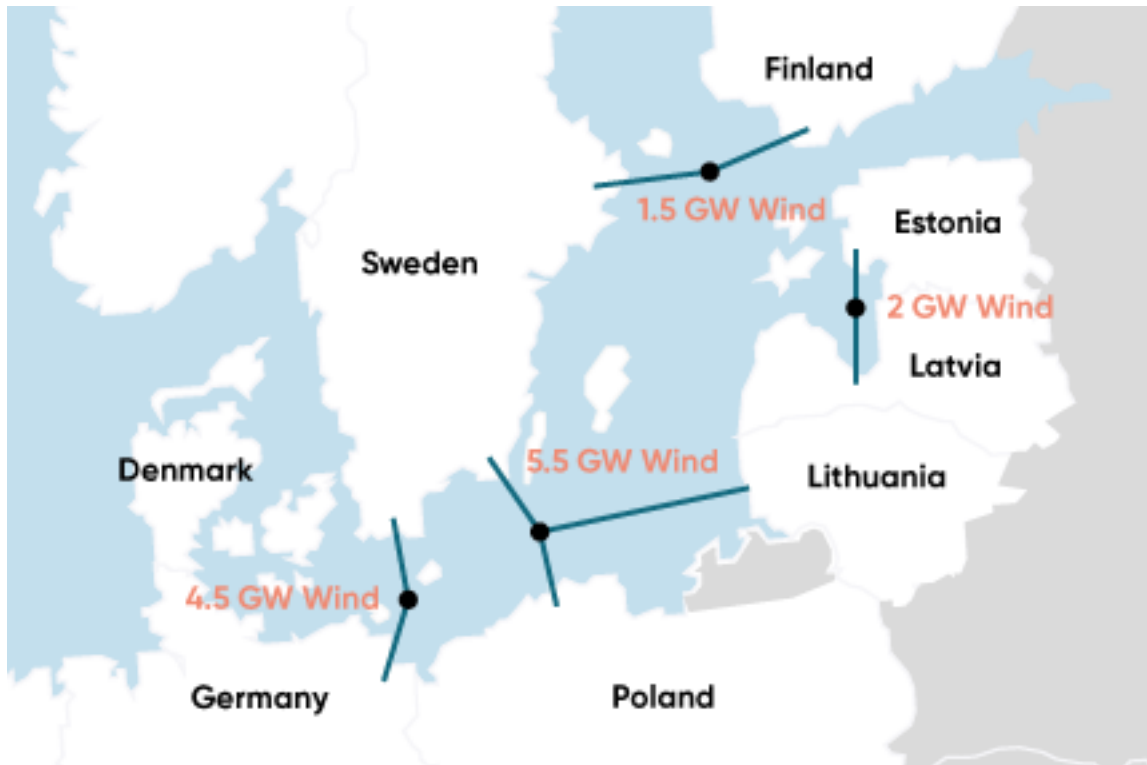 Finland
1.5 GW Wind
Estonia
Sweden
2 GW Wind
Latvia
Denmark
5.5 GW Wind
Lithuania
4.5 GW Wind
Germany
Poland